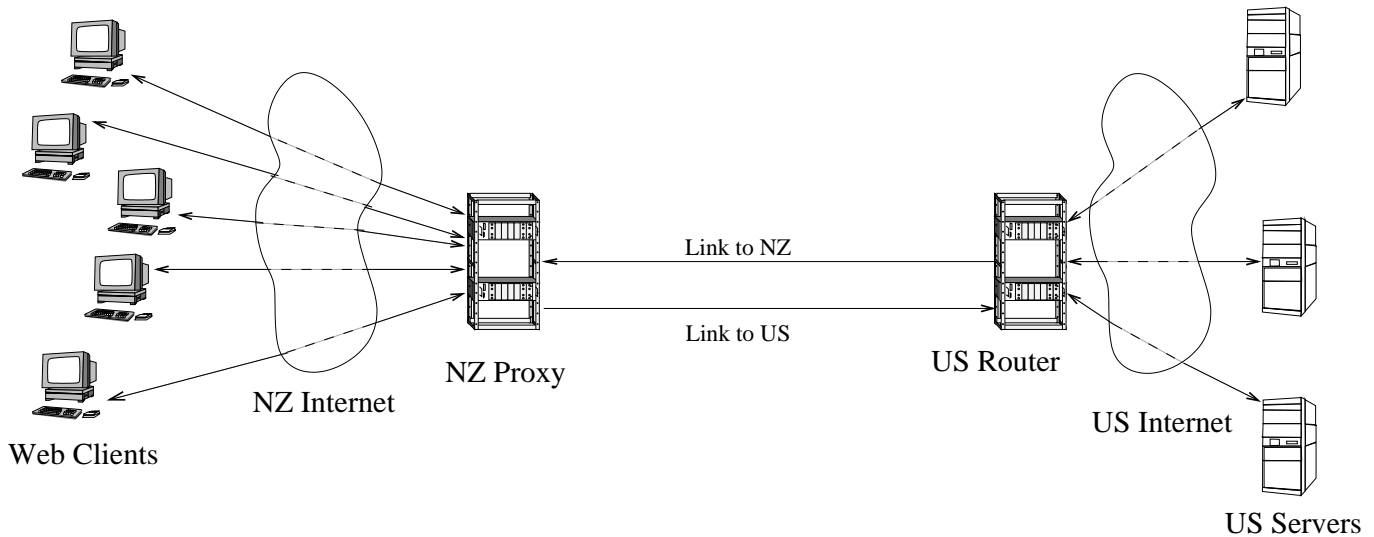 Link to NZ
Link to US
NZ Proxy
US Router
NZ Internet
US Internet
Web Clients
US Servers